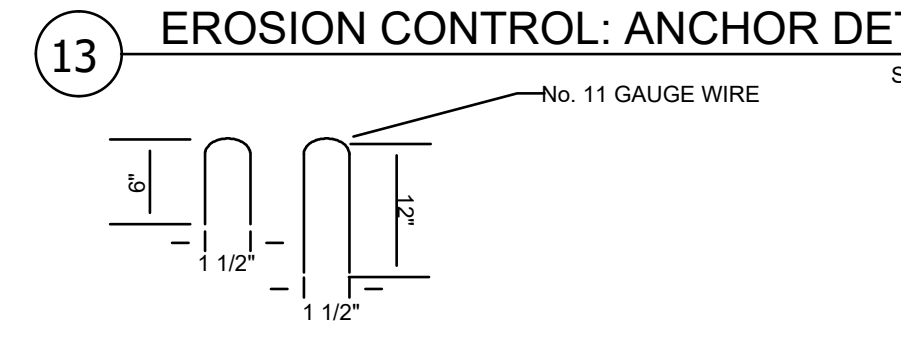 13
EROSION CONTROL: ANCHOR DET
S
No. 11 GAUGE WIRE
6"
12"
1 1/2"
1 1/2"